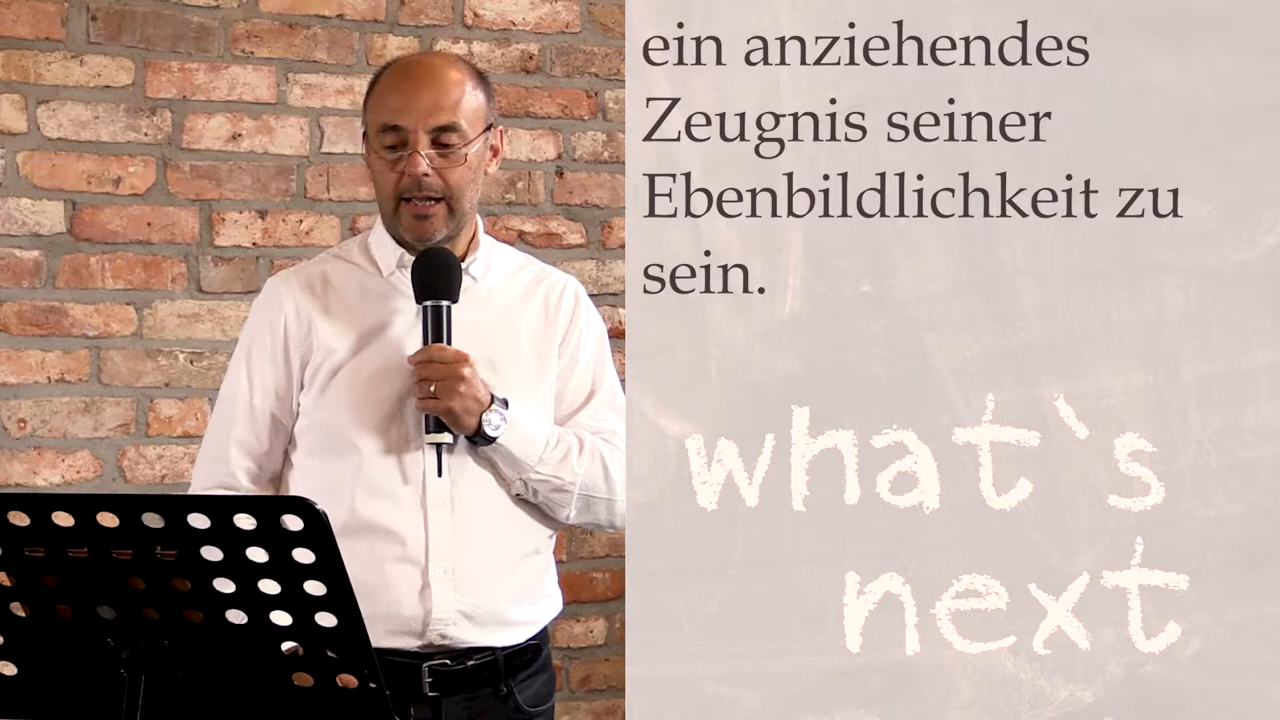 ein anziehendes
Zeugnis seiner
Ebenbildlichkeit zu
sein.
what`s
next